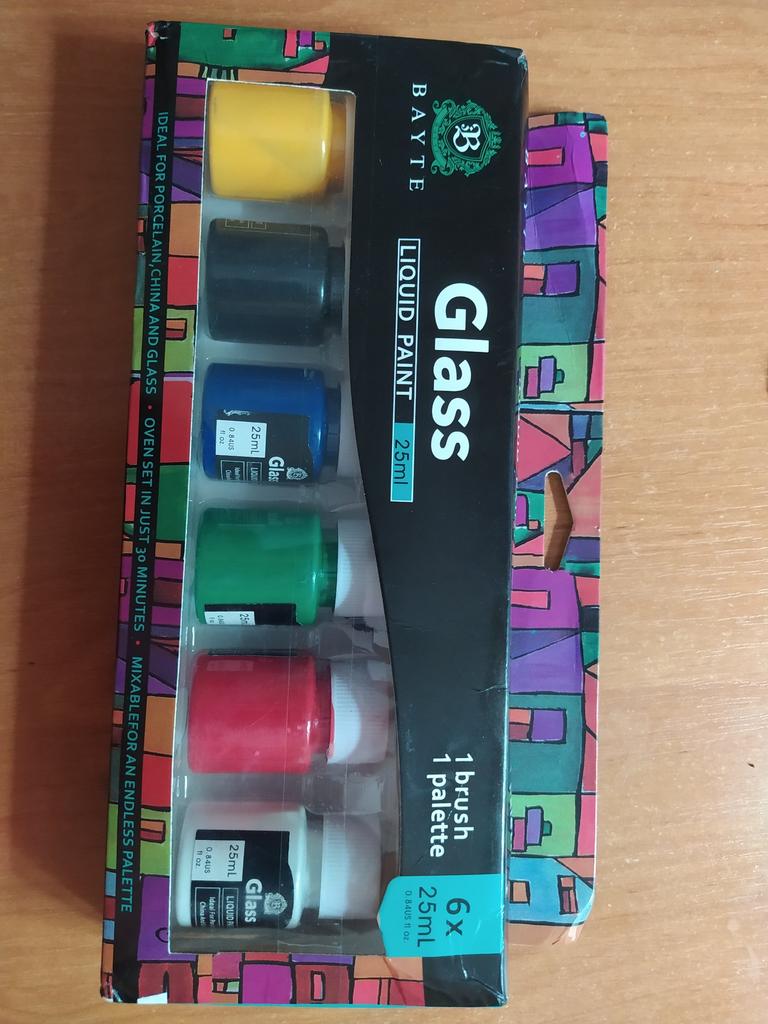 B
BAYTE
Glass
LIQUID PAINT 25ml
1 brush
1 palette
6x
25mL
0.84US fl oz.
Glass
LIQUID
25mL
0.84US
fl oz.
25mL
Glass
LIQUID
25mL
0.84US
fl oz.
IDEAL FOR PORCELAIN, CHINA AND GLASS • OVEN SET IN JUST 30 MINUTES • MIXABLEFOR AN ENDLESS PALETTE